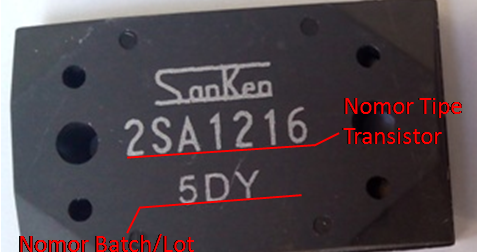 SanKen
2SA1216
Nomor Tipe
Transistor
5DY
Nomor Batch/Lot